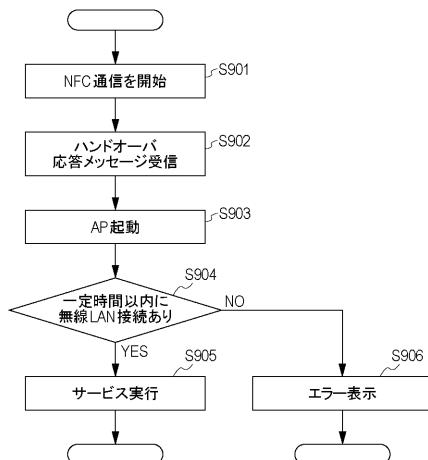 NFC通信を開始
S901
ハンドオーバ
応答メッセージ受信
S902
AP起動
S903
一定時間以内に
無線LAN接続あり
S904
NO
YES
サービス実行
S905
エラー表示
S906